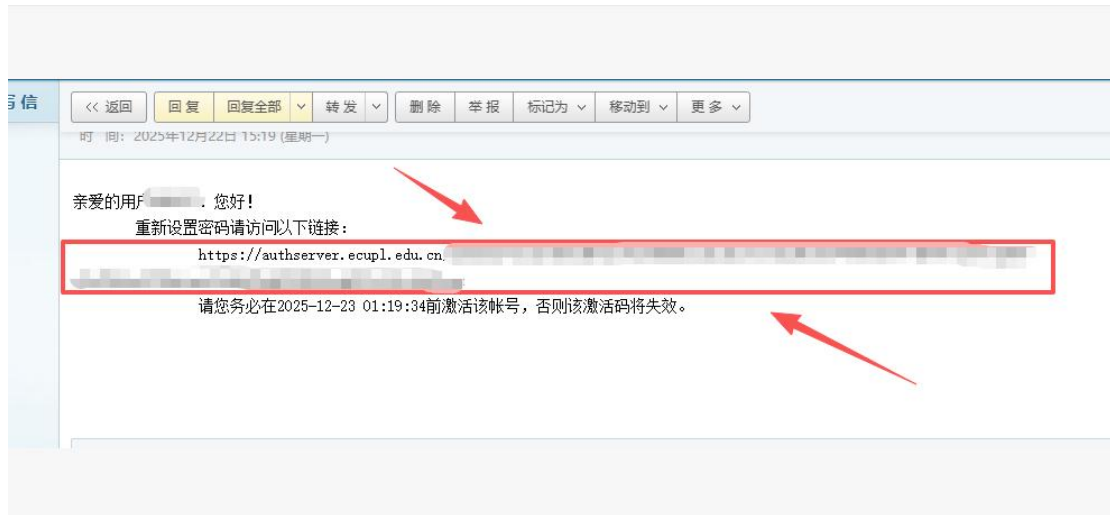 写信
<< 返回 回复 回复全部 转发 删除 举报 标记为 移动到 更多
时 间: 2025年12月22日 15:19 (星期一)
亲爱的用户 您好!
重新设置密码请访问以下链接:
https://authserver.ecupl.edu.cn
请您务必在2025-12-23 01:19:34前激活该帐号, 否则该激活码将失效。